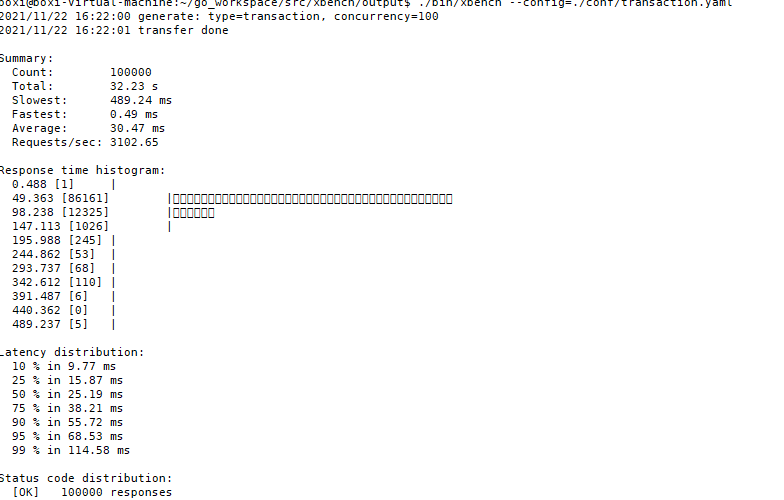 boxi@boxi-virtual-machine:~/go_workspace/src/xbench/output$ ./bin/xbench --config=./conf/transaction.yaml
2021/11/22 16:22:00 generate: type=transaction, concurrency=100
2021/11/22 16:22:01 transfer done
Summary:
Count: 100000
Total: 32.23 s
Slowest: 489.24 ms
Fastest: 0.49 ms
Average: 30.47 ms
Requests/sec: 3102.65
Response time histogram:
0.488 [1] |
49.363 [86161] |▯▯▯▯▯▯▯▯▯▯▯▯▯▯▯▯▯▯▯▯▯▯▯▯▯▯▯▯▯▯▯▯▯▯▯▯▯▯▯▯
98.238 [12325] |▯▯▯▯▯▯
147.113 [1026] |
195.988 [245] |
244.862 [53] |
293.737 [68] |
342.612 [110] |
391.487 [6] |
440.362 [0] |
489.237 [5] |
Latency distribution:
10 % in 9.77 ms
25 % in 15.87 ms
50 % in 25.19 ms
75 % in 38.21 ms
90 % in 55.72 ms
95 % in 68.53 ms
99 % in 114.58 ms
Status code distribution:
[OK] 100000 responses